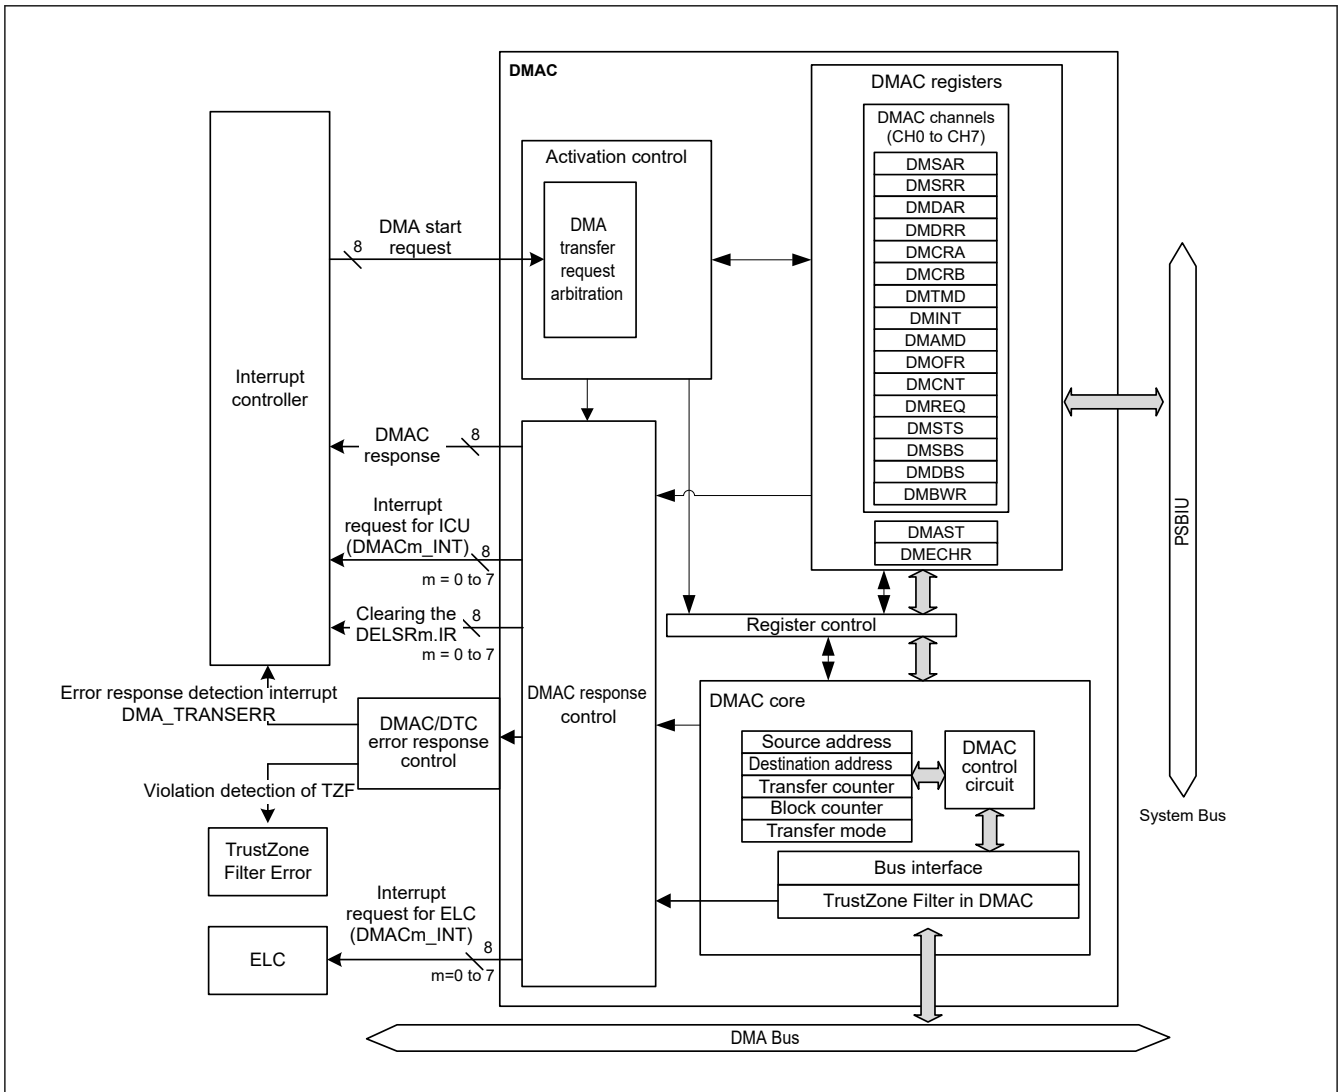 DMAC
DMAC registers
DMAC channels
(CH0 to CH7)
DMSAR
DMSRR
DMDAR
DMDRR
DMCRA
DMCRB
DMTMD
DMINT
DMAMD
DMOFR
DMCNT
DMREQ
DMSTS
DMSBS
DMDBS
DMBWR
DMAST
DMECHR
Activation control
DMA
transfer
request
arbitration
DMA start
request
8
Interrupt
controller
DMAC
response
8
Interrupt
request for ICU
(DMACm_INT)
8
m = 0 to 7
Clearing the
DELSRm.IR
8
m = 0 to 7
Register control
PSBIU
System Bus
Error response detection interrupt
DMA_TRANSERR
DMAC/DTC
error response
control
DMAC response
control
DMAC core
Source address
Destination address
Transfer counter
Block counter
Transfer mode
DMAC
control
circuit
Bus interface
TrustZone Filter in DMAC
Violation detection of TZF
TrustZone
Filter Error
Interrupt
request for ELC
(DMACm_INT)
8
m=0 to 7
ELC
DMA Bus